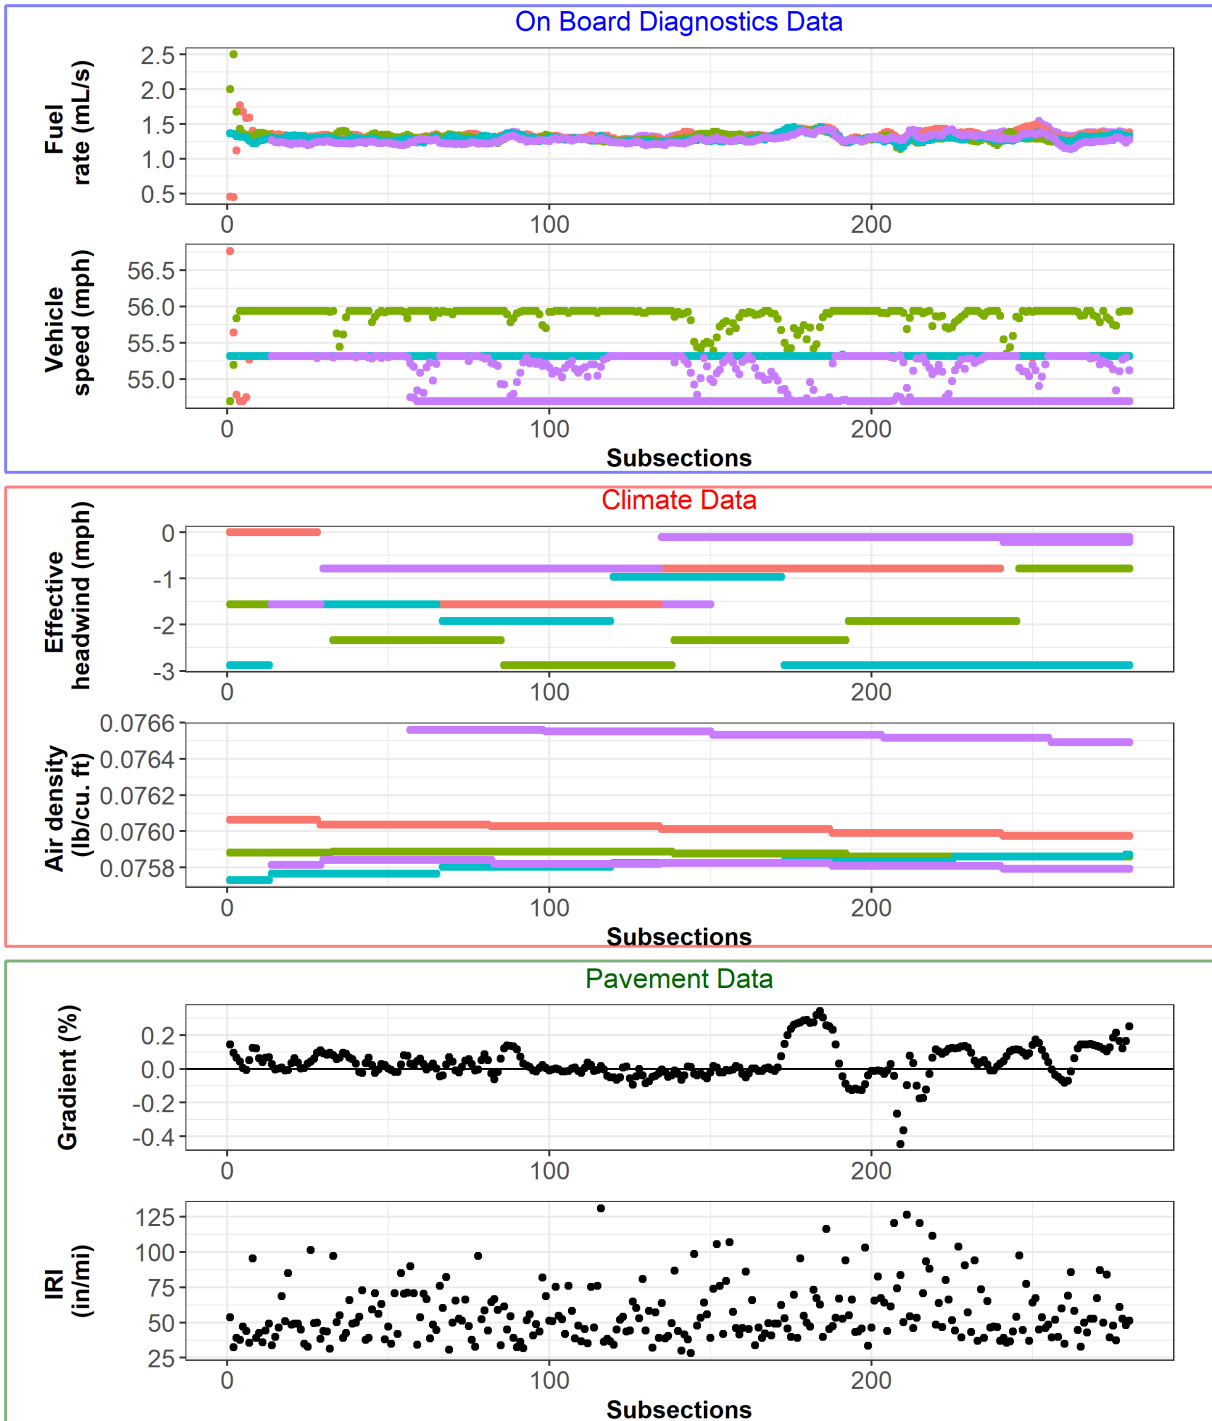 On Board Diagnostics Data
Fuel
rate (mL/s)
2.5
2.0
1.5
1.0
0.5
0 100 200
Vehicle
speed (mph)
56.5
56.0
55.5
55.0
0 100 200
Subsections
Climate Data
Effective
headwind (mph)
0
-1
-2
-3
0 100 200
Air density
(lb/cu. ft)
0.0766
0.0764
0.0762
0.0760
0.0758
0 100 200
Subsections
Pavement Data
Gradient (%)
0.2
0.0
-0.2
-0.4
0 100 200
IRI
(in/mi)
125
100
75
50
25
0 100 200
Subsections